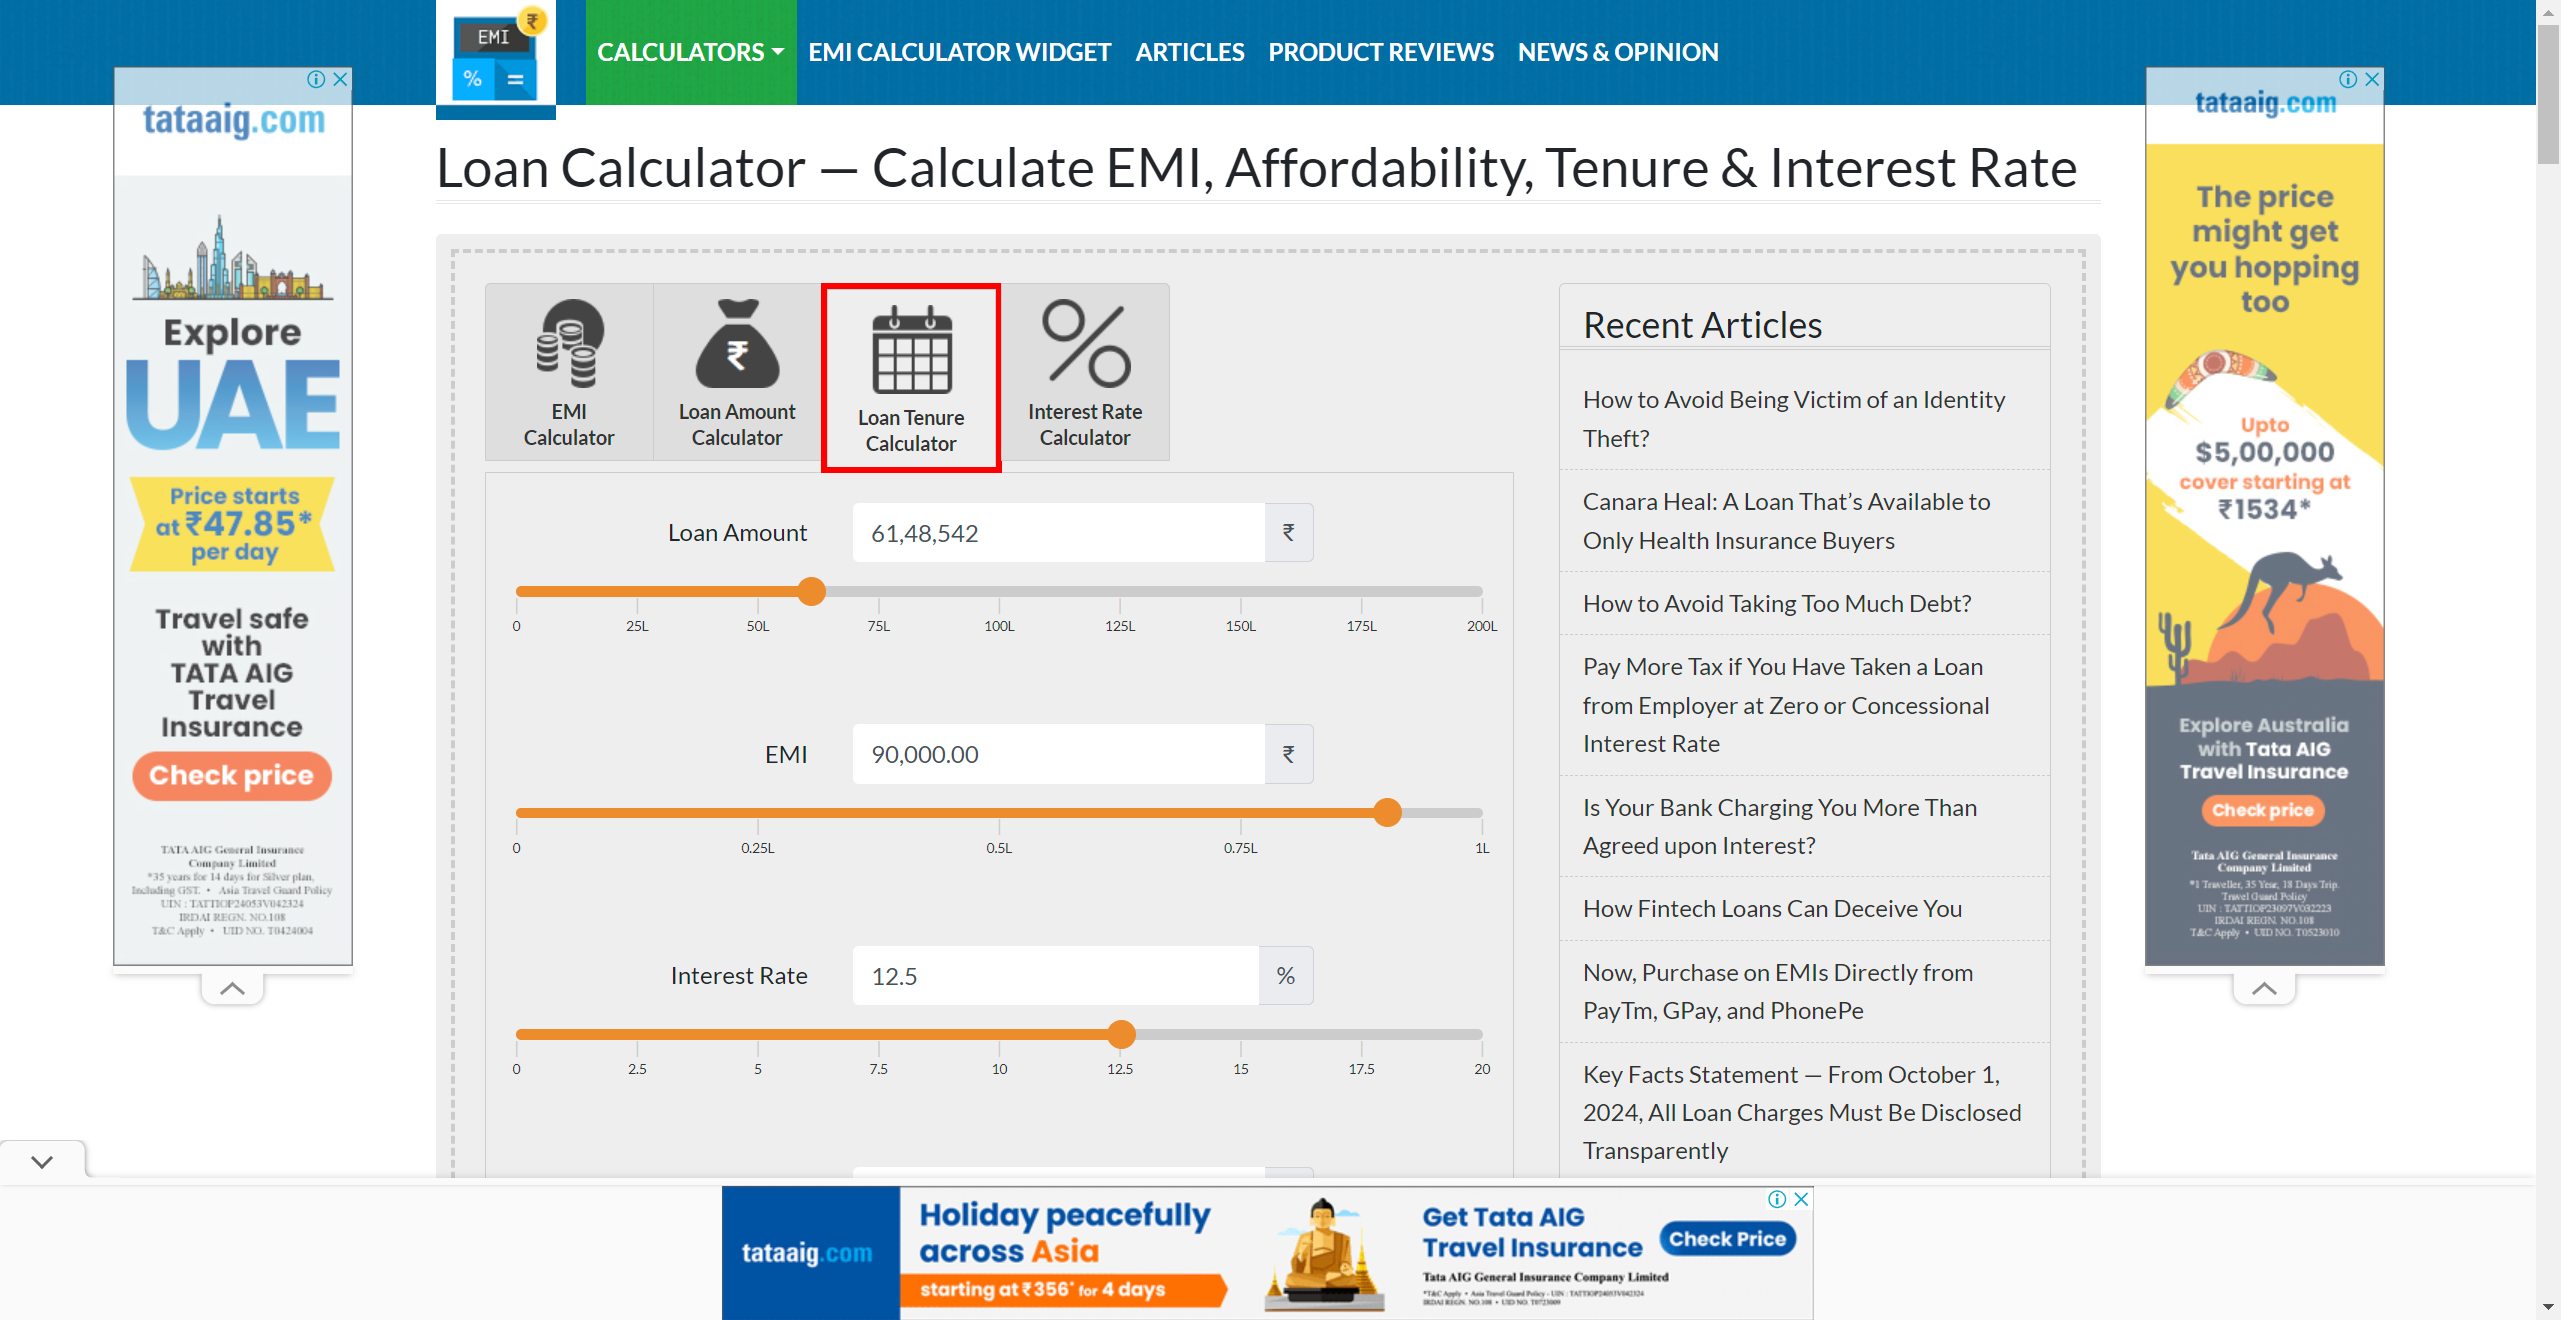 EMI
₹
%
=
CALCULATORS
EMI CALCULATOR WIDGET
ARTICLES
PRODUCT REVIEWS
NEWS & OPINION
tataaig.com
Explore
UAE
Price starts
at ₹47.85*
per day
Travel safe
with
TATA AIG
Travel
Insurance
Check price
TATA AIG General Insurance
Company Limited
*35 years for 14 days for Silver plan,
Including GST. • Asia Travel Guard Policy
UIN : TATTIOP24053V042324
IRDAI REGN. NO.108
T&C Apply • UID NO. T0424004
Loan Calculator — Calculate EMI, Affordability, Tenure & Interest Rate
EMI
Calculator
₹
Loan Amount
Calculator
Loan Tenure
Calculator
Interest Rate
Calculator
Loan Amount
61,48,542
₹
0 25L 50L 75L 100L 125L 150L 175L 200L
EMI
90,000.00
₹
0 0.25L 0.5L 0.75L 1L
Interest Rate
12.5
%
0 2.5 5 7.5 10 12.5 15 17.5 20
Recent Articles
How to Avoid Being Victim of an Identity
Theft?
Canara Heal: A Loan That's Available to
Only Health Insurance Buyers
How to Avoid Taking Too Much Debt?
Pay More Tax if You Have Taken a Loan
from Employer at Zero or Concessional
Interest Rate
Is Your Bank Charging You More Than
Agreed upon Interest?
How Fintech Loans Can Deceive You
Now, Purchase on EMIs Directly from
PayTm, GPay, and PhonePe
Key Facts Statement — From October 1,
2024, All Loan Charges Must Be Disclosed
Transparently
tataaig.com
The price
might get
you hopping
too
Upto
$5,00,000
cover starting at
₹1534*
Explore Australia
with Tata AIG
Travel Insurance
Check price
Tata AIG General Insurance
Company Limited
*1 Traveller, 35 Year, 18 Days Trip.
Travel Guard Policy
UIN : TATTIOP23097V032223
IRDAI REGN. NO.108
T&C Apply • UID NO. T0523010
tataaig.com
Holiday peacefully
across Asia
starting at ₹356* for 4 days
Get Tata AIG
Travel Insurance
Check Price
Tata AIG General Insurance Company Limited
*T&C Apply • Asia Travel Guard Policy - UIN : TATTIOP24053V042324
IRDAI REGN. NO.108 • UID NO. T0723009